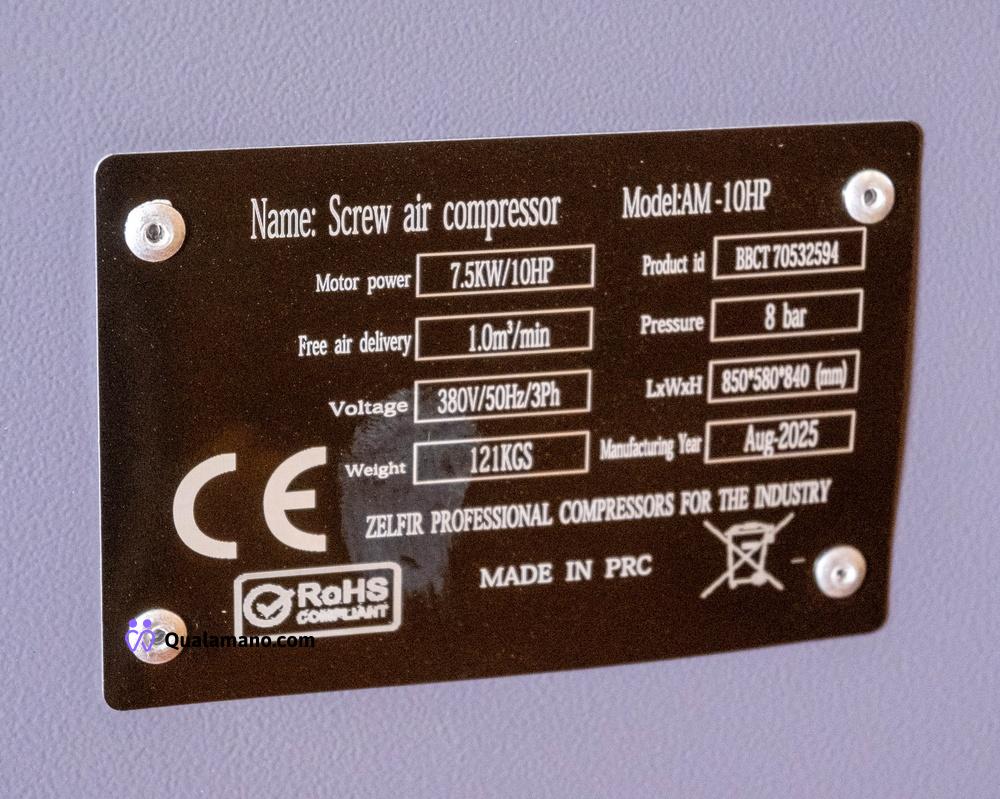 Name: Screw air compressor Model:AM-10HP
Motor power 7.5KW/10HP Product id BBCT 70532594
Free air delivery 1.0m³/min Pressure 8 bar
Voltage 380V/50Hz/3Ph LxWxH 850*580*840 (mm)
Weight 121KGS Manufacturing Year Aug-2025
CE
ZELFIR PROFESSIONAL COMPRESSORS FOR THE INDUSTRY
MADE IN PRC
RoHS
COMPLIANT
Qualamano.com